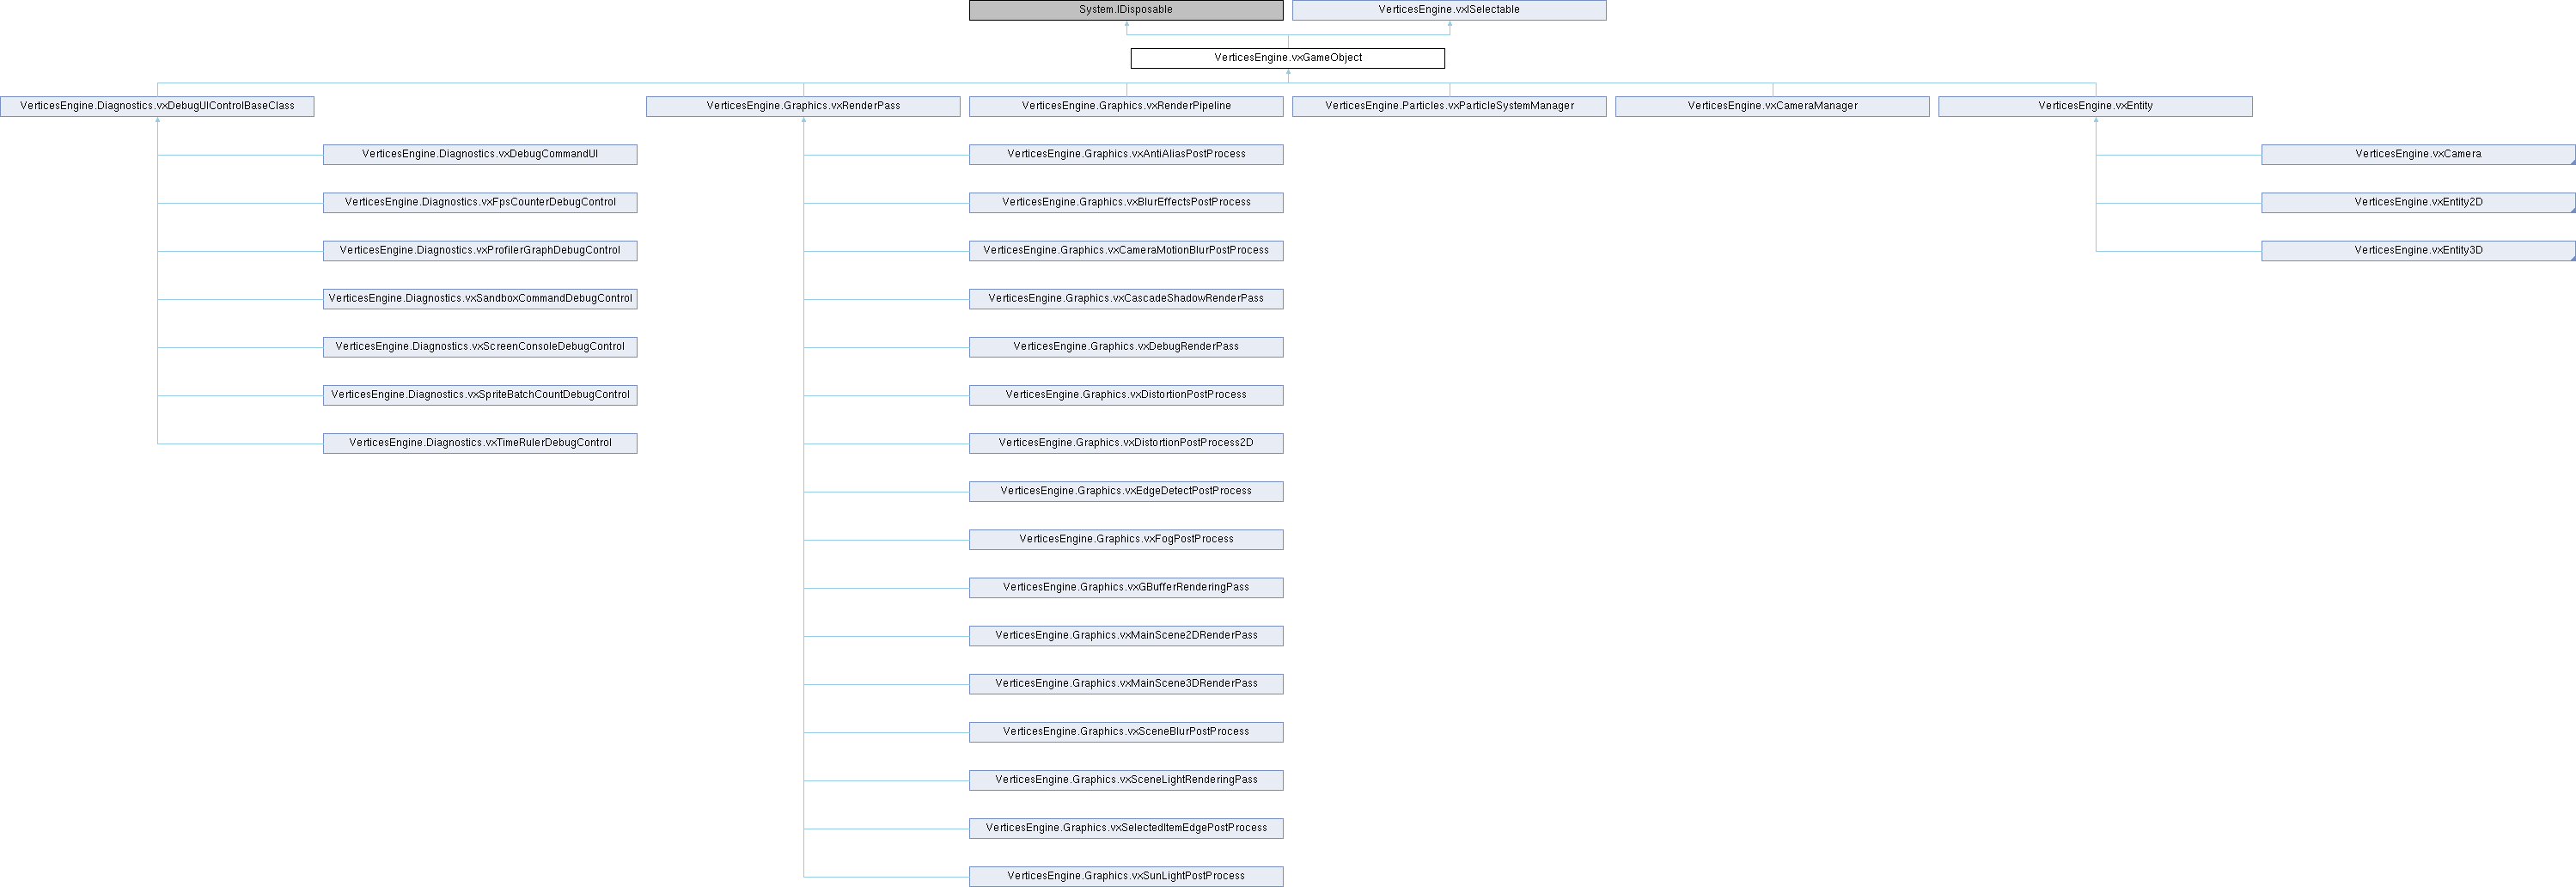 System.IDisposable
VerticesEngine.vxISelectable
VerticesEngine.vxGameObject
VerticesEngine.Diagnostics.vxDebugUIControlBaseClass
VerticesEngine.Graphics.vxRenderPass
VerticesEngine.Graphics.vxRenderPipeline
VerticesEngine.Particles.vxParticleSystemManager
VerticesEngine.vxCameraManager
VerticesEngine.vxEntity
VerticesEngine.Diagnostics.vxDebugCommandUI
VerticesEngine.Graphics.vxAntiAliasPostProcess
VerticesEngine.vxCamera
VerticesEngine.Diagnostics.vxFpsCounterDebugControl
VerticesEngine.Graphics.vxBlurEffectsPostProcess
VerticesEngine.vxEntity2D
VerticesEngine.Diagnostics.vxProfilerGraphDebugControl
VerticesEngine.Graphics.vxCameraMotionBlurPostProcess
VerticesEngine.vxEntity3D
VerticesEngine.Diagnostics.vxSandboxCommandDebugControl
VerticesEngine.Graphics.vxCascadeShadowRenderPass
VerticesEngine.Diagnostics.vxScreenConsoleDebugControl
VerticesEngine.Graphics.vxDebugRenderPass
VerticesEngine.Diagnostics.vxSpriteBatchCountDebugControl
VerticesEngine.Graphics.vxDistortionPostProcess
VerticesEngine.Diagnostics.vxTimeRulerDebugControl
VerticesEngine.Graphics.vxDistortionPostProcess2D
VerticesEngine.Graphics.vxEdgeDetectPostProcess
VerticesEngine.Graphics.vxFogPostProcess
VerticesEngine.Graphics.vxGBufferRenderingPass
VerticesEngine.Graphics.vxMainScene2DRenderPass
VerticesEngine.Graphics.vxMainScene3DRenderPass
VerticesEngine.Graphics.vxSceneBlurPostProcess
VerticesEngine.Graphics.vxSceneLightRenderingPass
VerticesEngine.Graphics.vxSelectedItemEdgePostProcess
VerticesEngine.Graphics.vxSunLightPostProcess